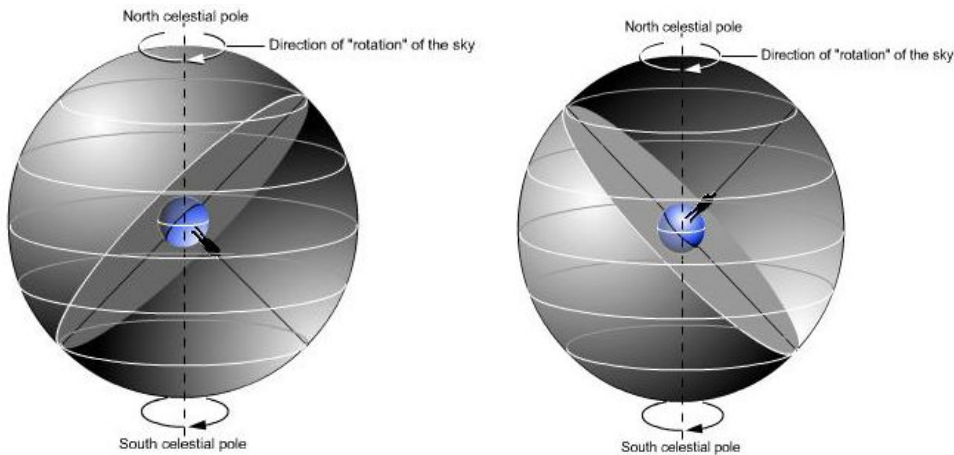 North celestial pole
Direction of "rotation" of the sky
South celestial pole
North celestial pole
Direction of "rotation" of the sky
South celestial pole